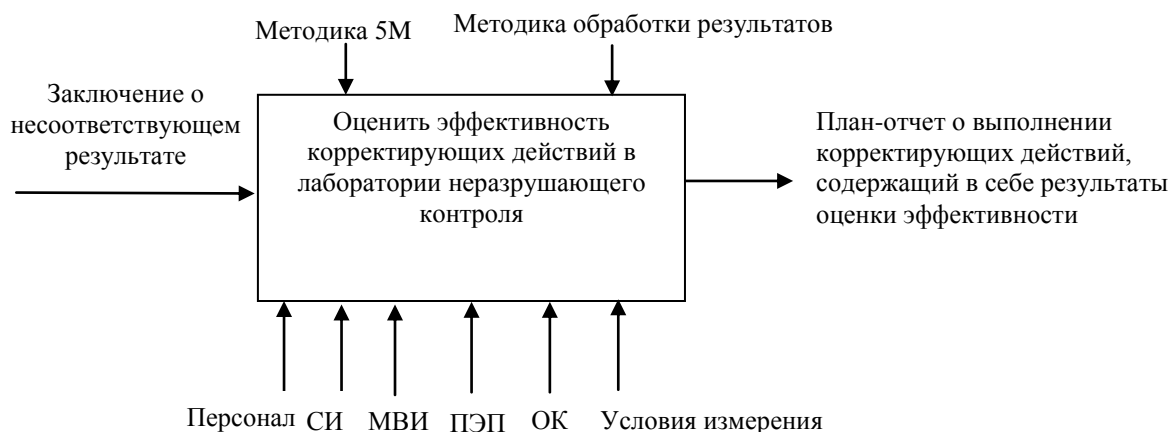 Методика 5М
Методика обработки результатов
Заключение о
несоответствующем
результате
Оценить эффективность
корректирующих действий в
лаборатории неразрушающего
контроля
План-отчет о выполнении
корректирующих действий,
содержащий в себе результаты
оценки эффективности
Персонал СИ МВИ ПЭП ОК Условия измерения